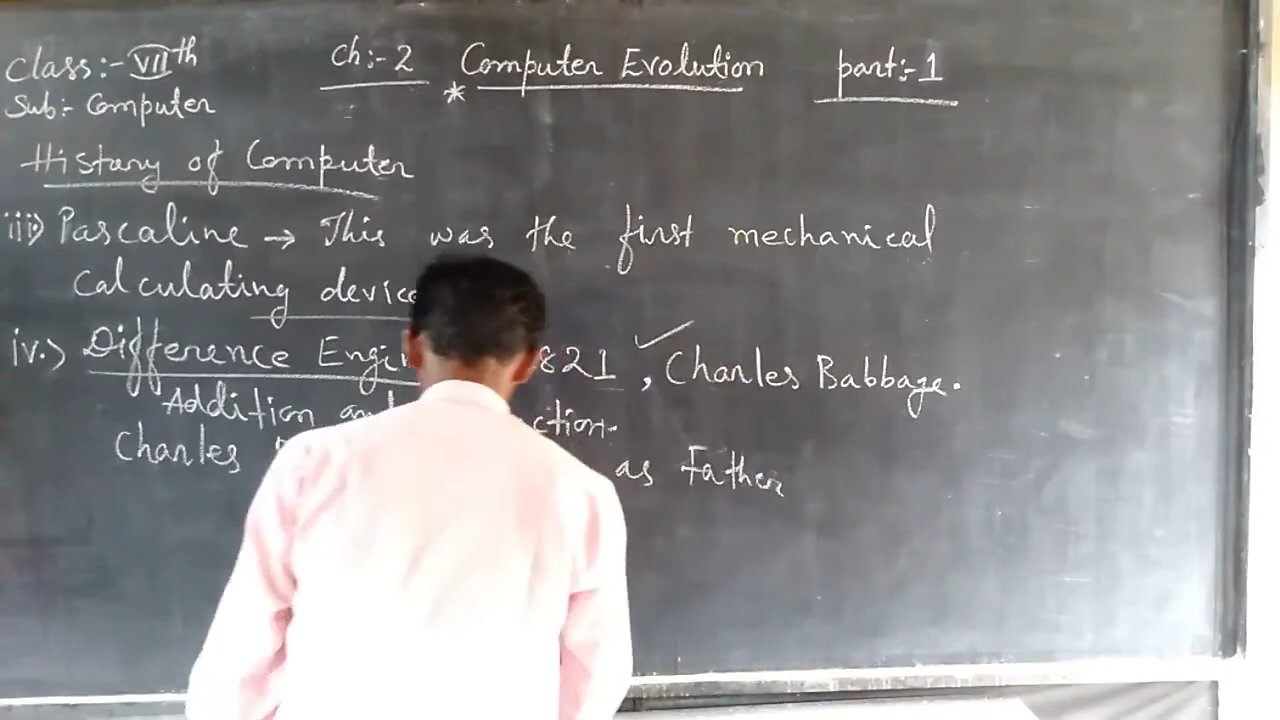 Class:- VIIth ch:- 2 Computer Evolution part:- 1
Sub:- Computer
History of Computer
iii) Pascaline → This was the first mechanical
Calculating device
iv.) Difference Engi 821 , Charles Babbage.
Addition and ction.
Charles as Father